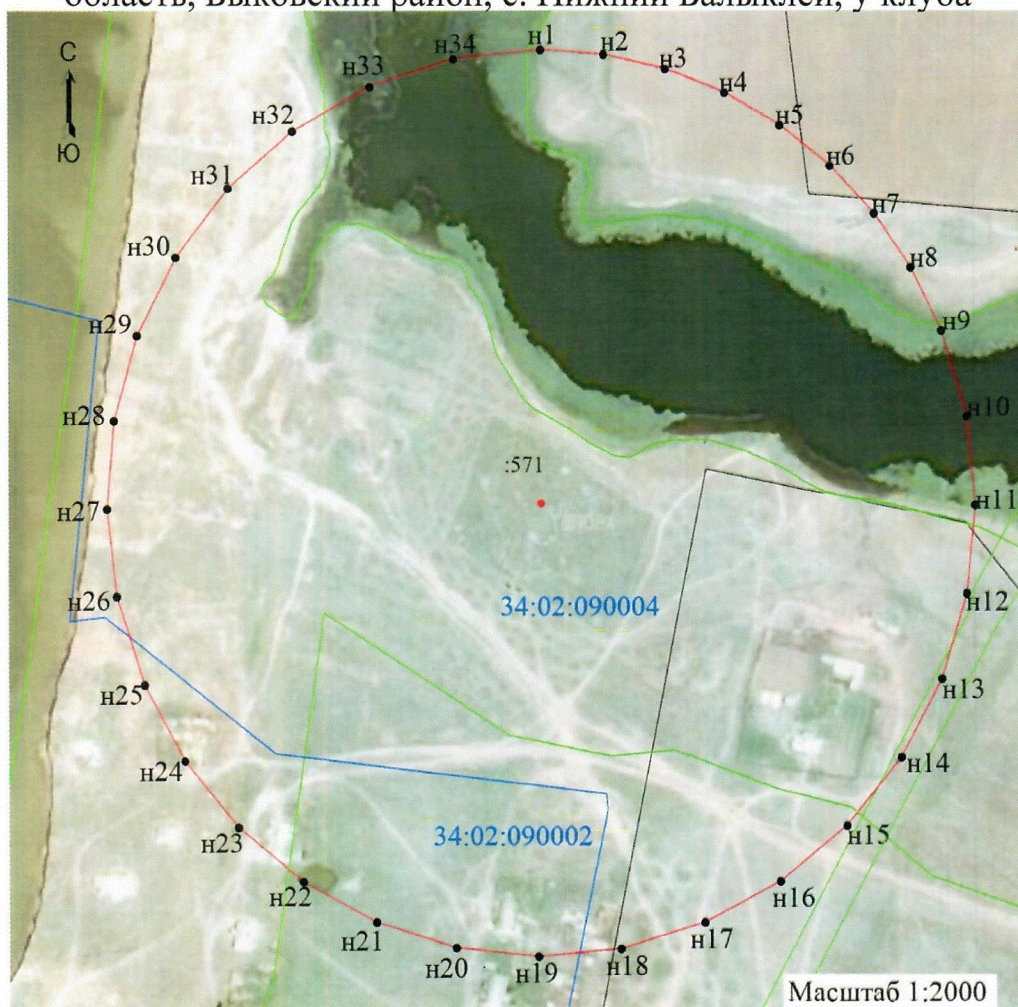 область, Быковский район, с. Нижний Балыклей, у клуба
С
Ю
н1
н2
н3
н4
н5
н6
н7
н8
н9
н10
н11
н12
н13
н14
н15
н16
н17
н18
н19
н20
н21
н22
н23
н24
н25
н26
н27
н28
н29
н30
н31
н32
н33
н34
:571
34:02:090004
34:02:090002
Масштаб 1:2000